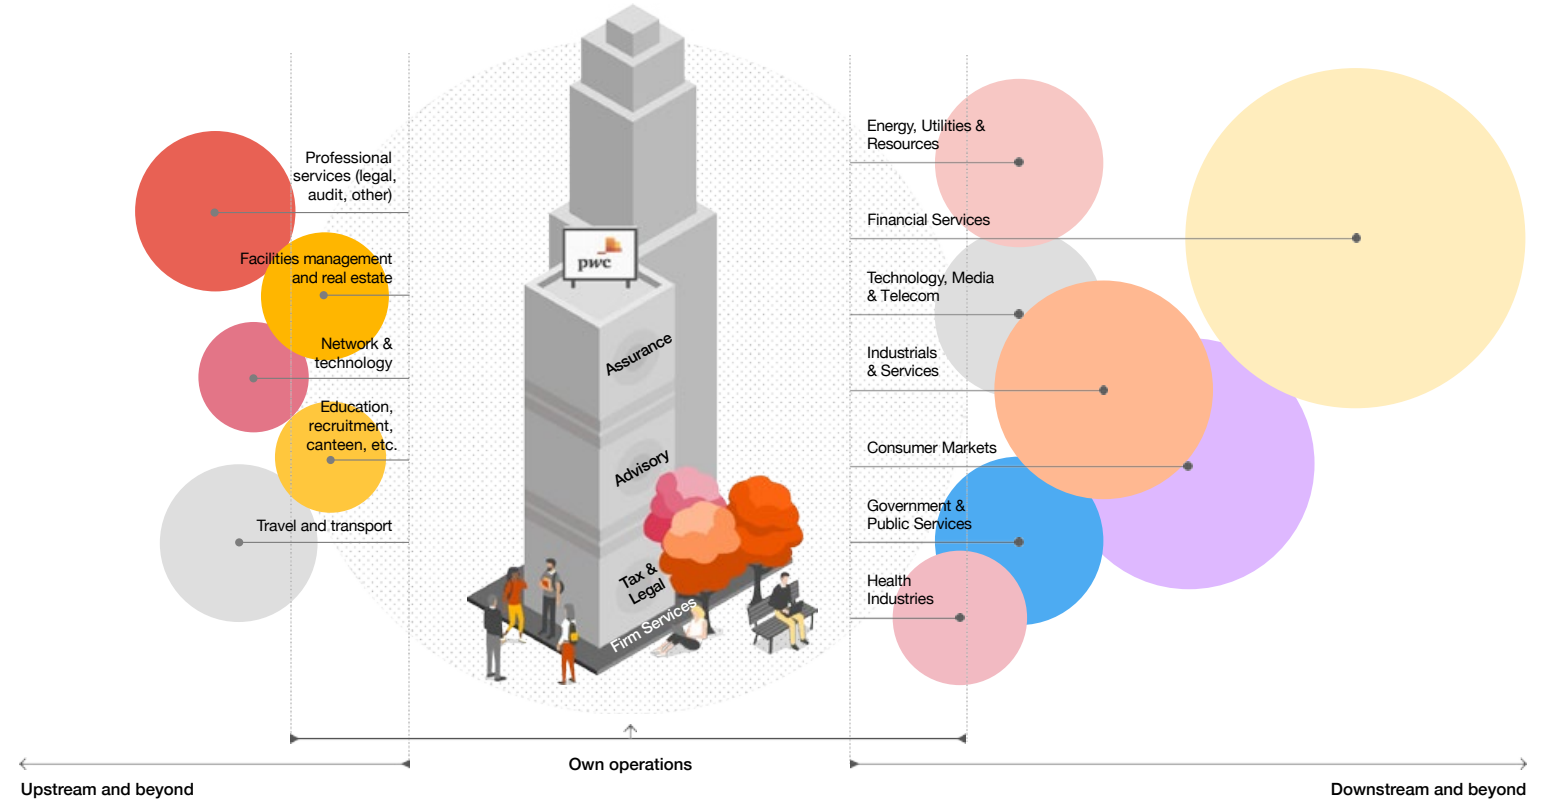 Professional
services (legal,
audit, other)
Facilities management
and real estate
Network &
technology
Education,
recruitment,
canteen, etc.
Travel and transport
pwc
Assurance
Advisory
Tax &
Legal
Firm Services
Energy, Utilities &
Resources
Financial Services
Technology, Media
& Telecom
Industrials
& Services
Consumer Markets
Government &
Public Services
Health
Industries
Own operations
Upstream and beyond
Downstream and beyond